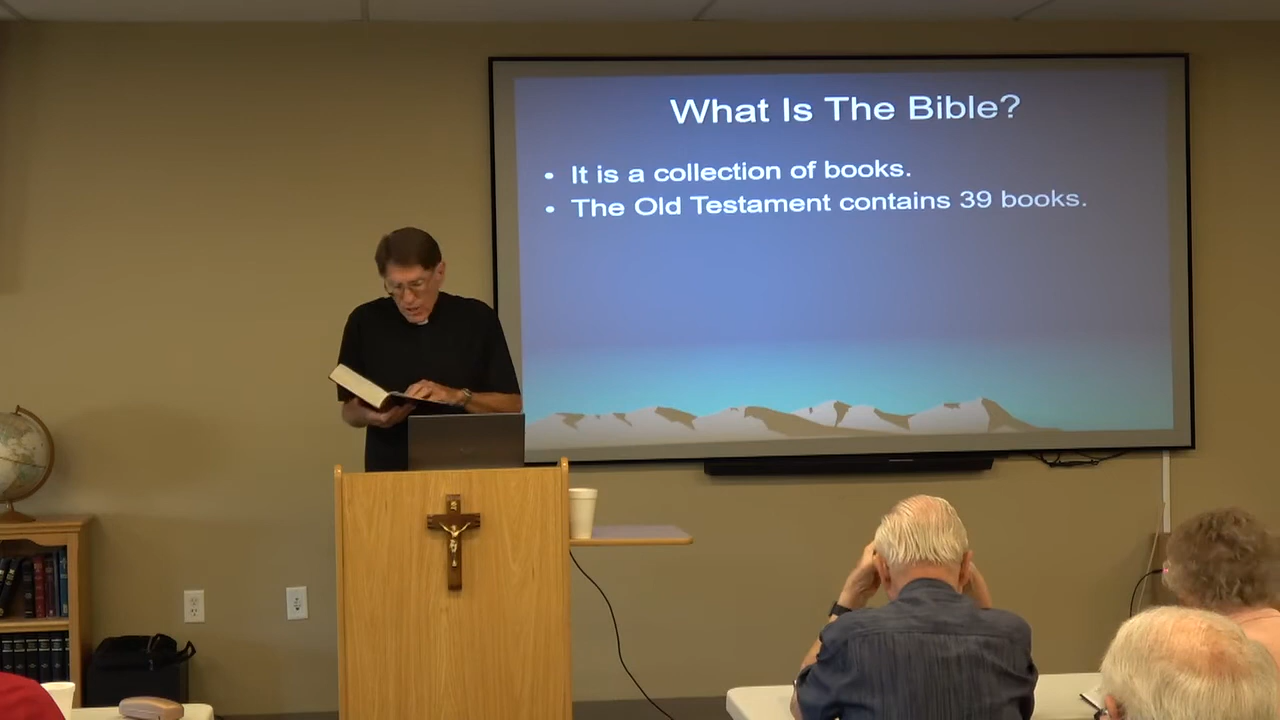 What Is The Bible?
• It is a collection of books.
• The Old Testament contains 39 books.